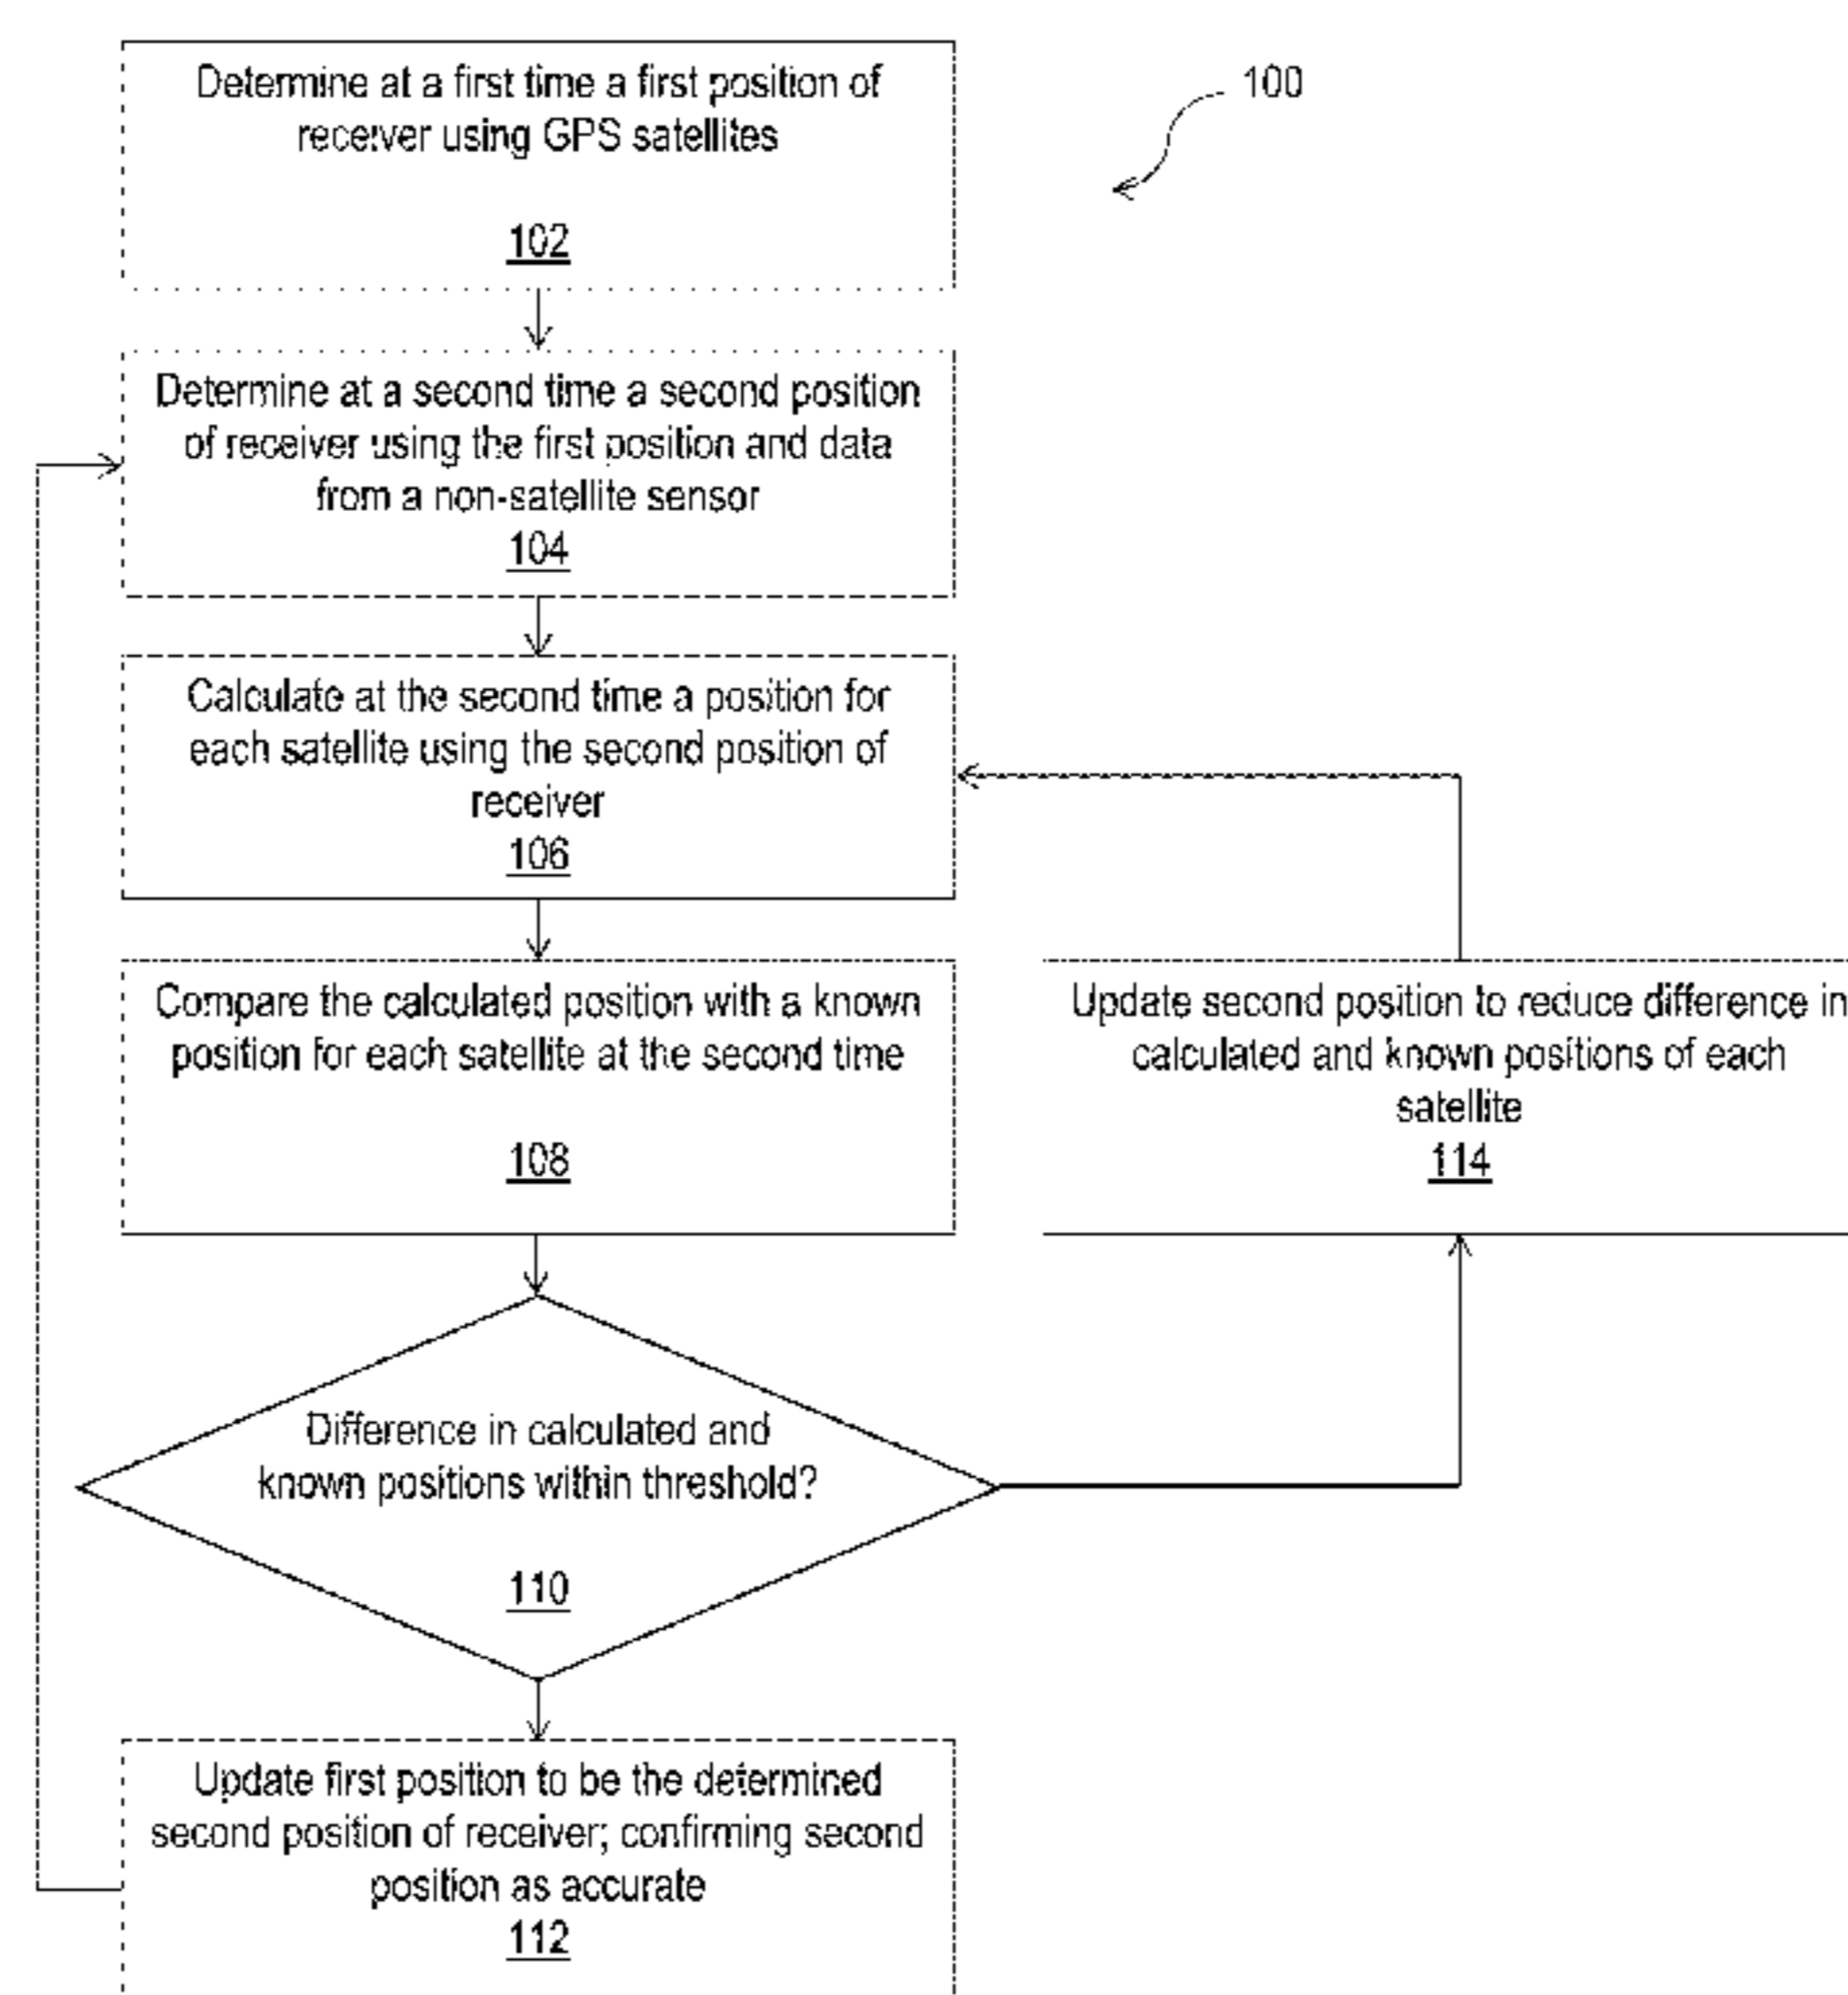 Determine at a first time a first position of
receiver using GPS satellites
102
100
Determine at a second time a second position
of receiver using the first position and data
from a non-satellite sensor
104
Calculate at the second time a position for
each satellite using the second position of
receiver
106
Compare the calculated position with a known
position for each satellite at the second time
108
Update second position to reduce difference in
calculated and known positions of each
satellite
114
Difference in calculated and
known positions within threshold?
110
Update first position to be the determined
second position of receiver; confirming second
position as accurate
112